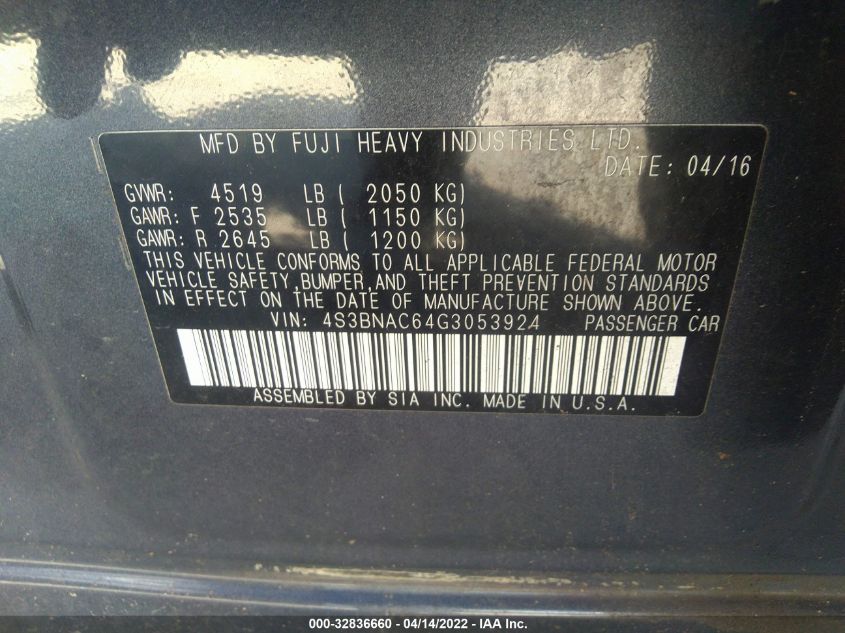 MFD BY FUJI HEAVY INDUSTRIES LTD.
DATE: 04/16
GVWR: 4519 LB ( 2050 KG)
GAWR: F 2535 LB ( 1150 KG)
GAWR: R 2645 LB ( 1200 KG)
THIS VEHICLE CONFORMS TO ALL APPLICABLE FEDERAL MOTOR
VEHICLE SAFETY,BUMPER,AND THEFT PREVENTION STANDARDS
IN EFFECT ON THE DATE OF MANUFACTURE SHOWN ABOVE.
VIN: 4S3BNAC64G3053924 PASSENGER CAR
ASSEMBLED BY SIA INC. MADE IN U.S.A.
000-32836660 - 04/14/2022 - IAA Inc.